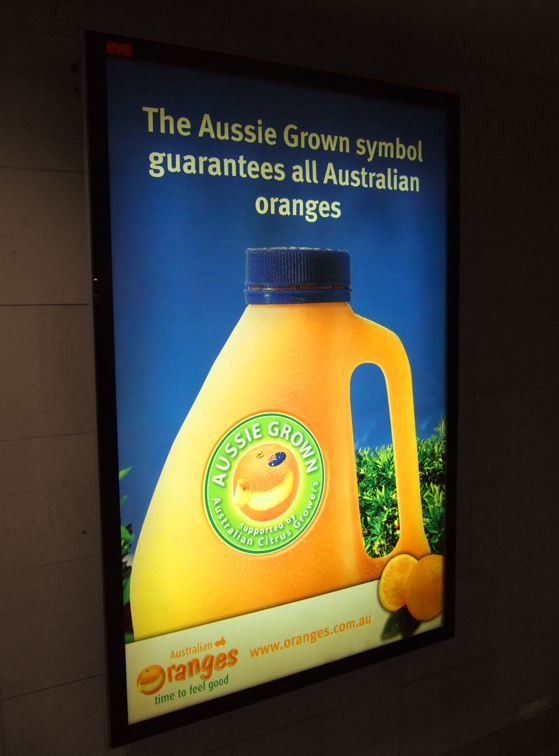 eye
The Aussie Grown symbol
guarantees all Australian
oranges
AUSSIE GROWN
supported by
Australian Citrus Growers
Australian
Oranges
time to feel good
www.oranges.com.au